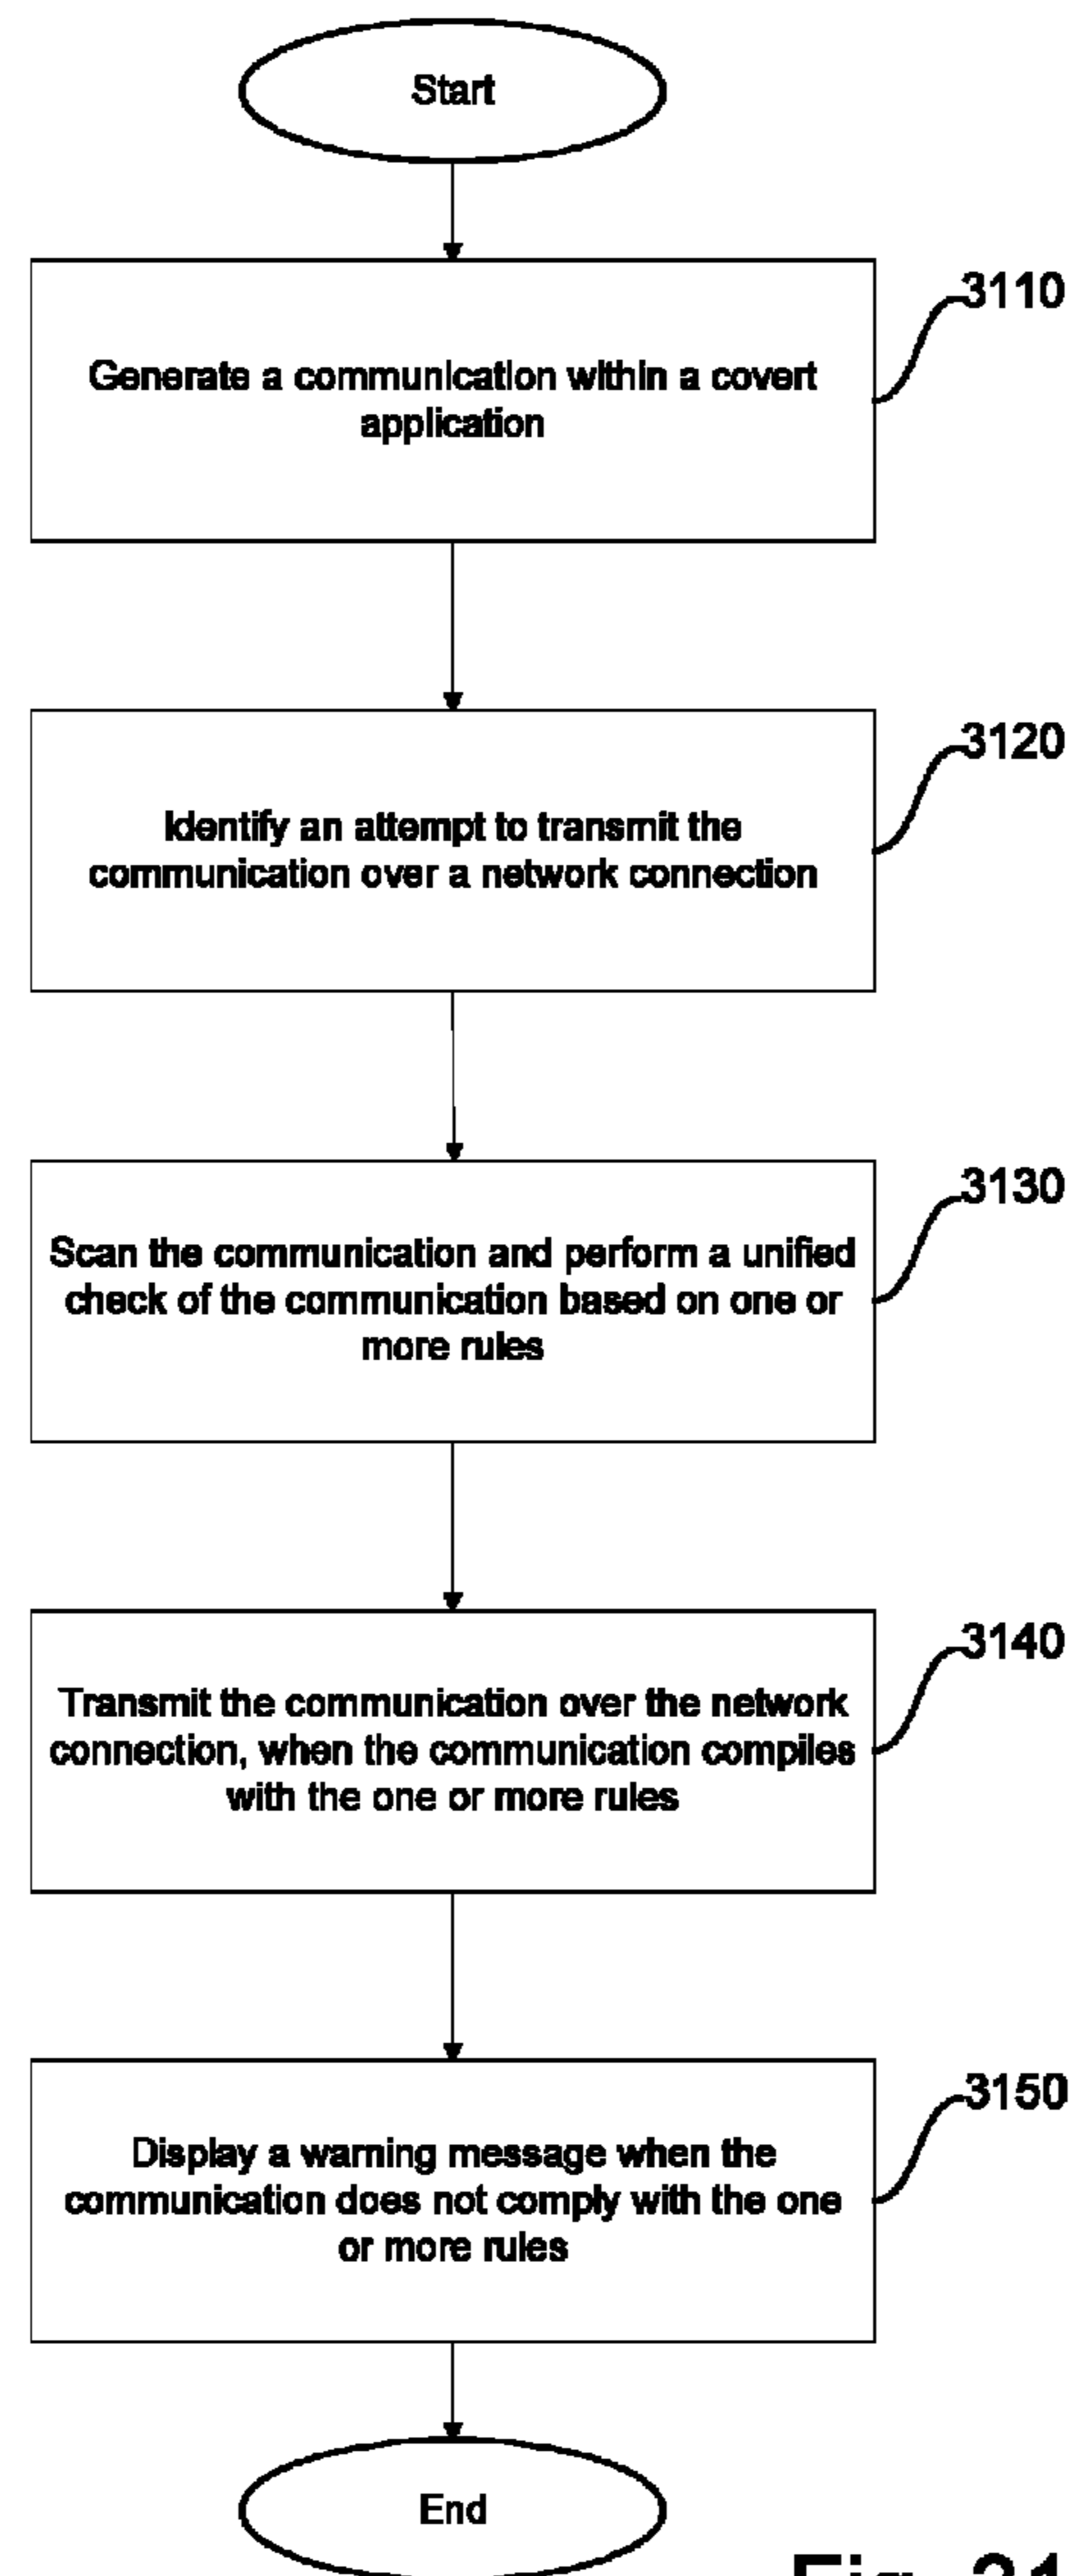 Start
3110
Generate a communication within a covert
application
3120
Identify an attempt to transmit the
communication over a network connection
3130
Scan the communication and perform a unified
check of the communication based on one or
more rules
3140
Transmit the communication over the network
connection, when the communication compiles
with the one or more rules
3150
Display a warning message when the
communication does not comply with the one
or more rules
End
Fig. 31